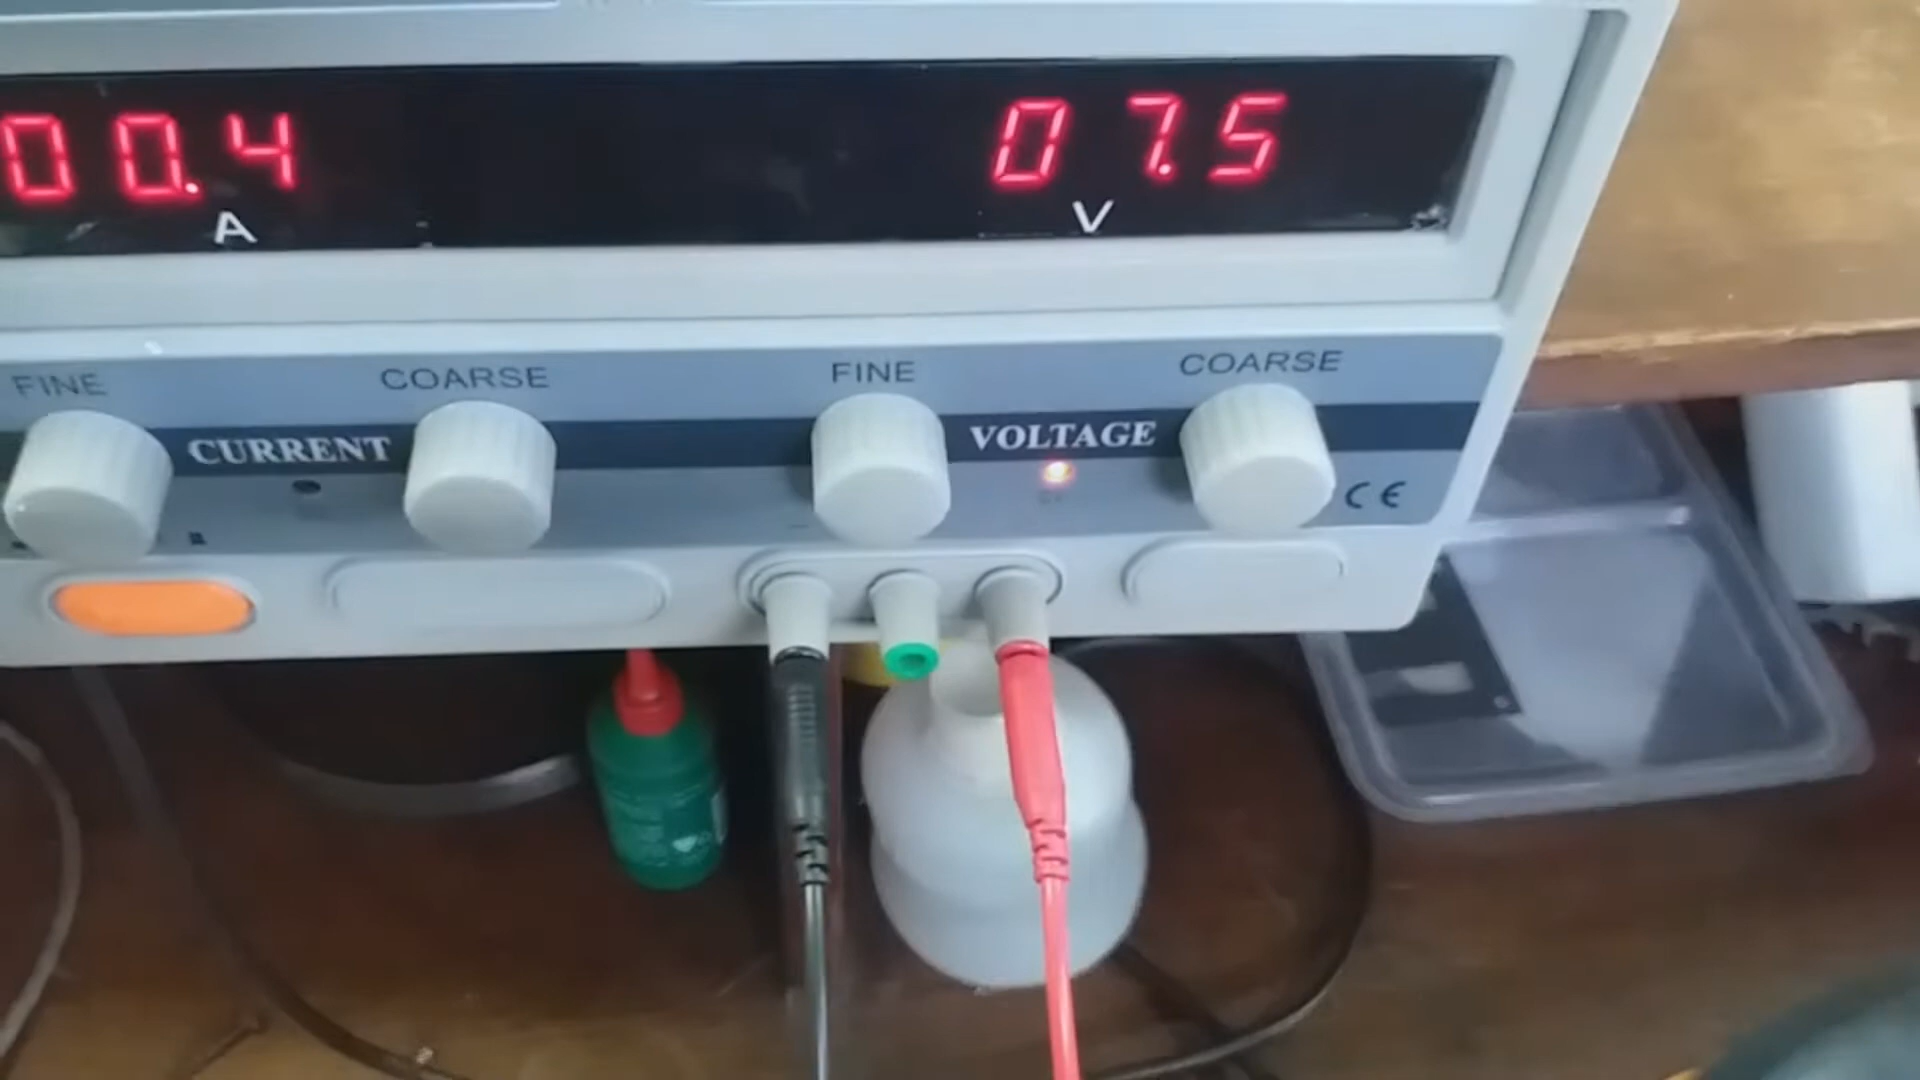 00.4
07.5
A
V
FINE
COARSE
FINE
COARSE
CURRENT
VOLTAGE
CE